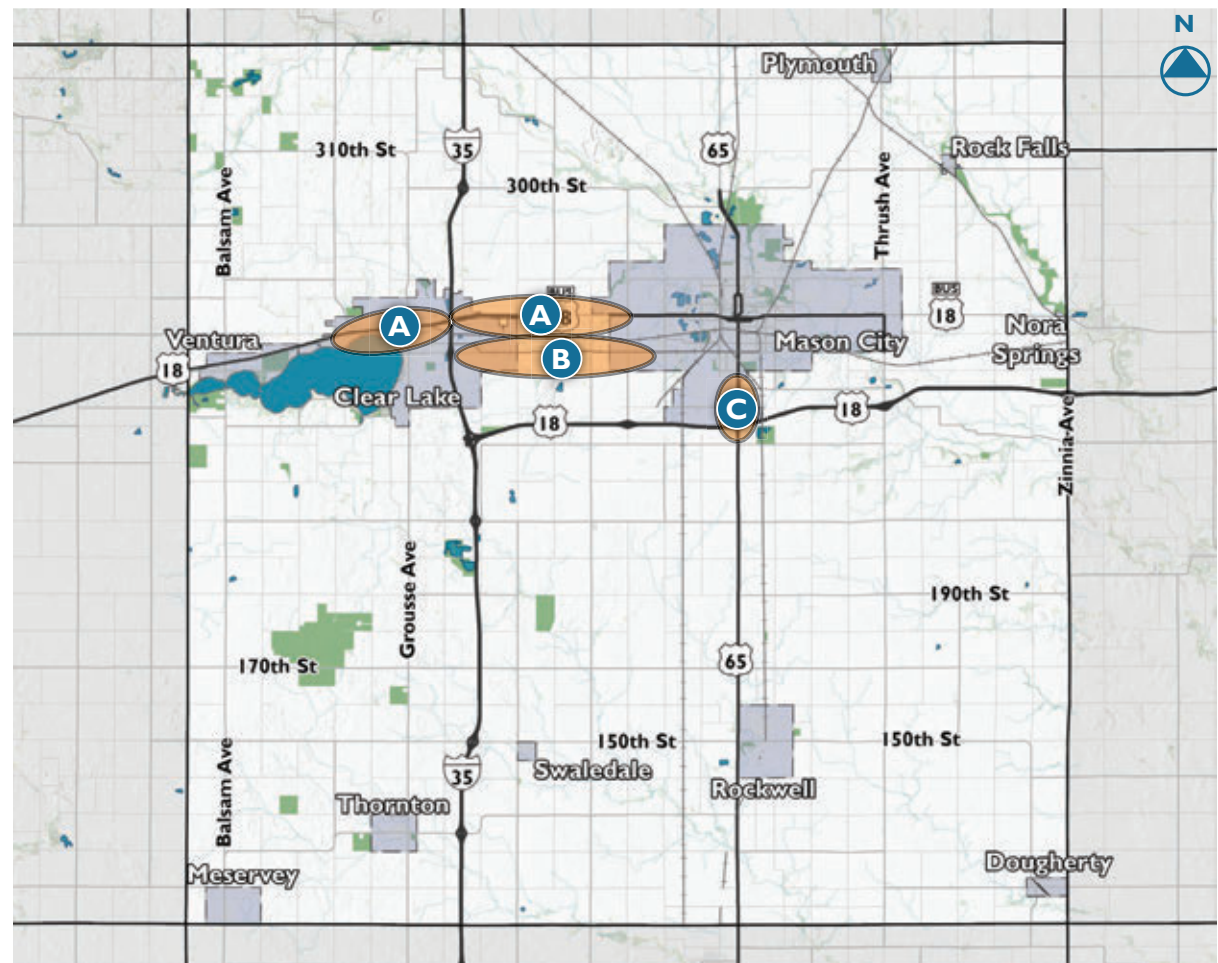 N
Plymouth
310th St
35
65
Rock Falls
300th St
Balsam Ave
Thrush Ave
BUS
8
BUS
18
A
A
Ventura
Nora
Springs
18
B
Mason City
Clear Lake
C
18
18
Zinnia Ave
Grousse Ave
190th St
170th St
65
150th St
150th St
Swaledale
35
Rockwell
Balsam Ave
Thornton
Dougherty
Meservey